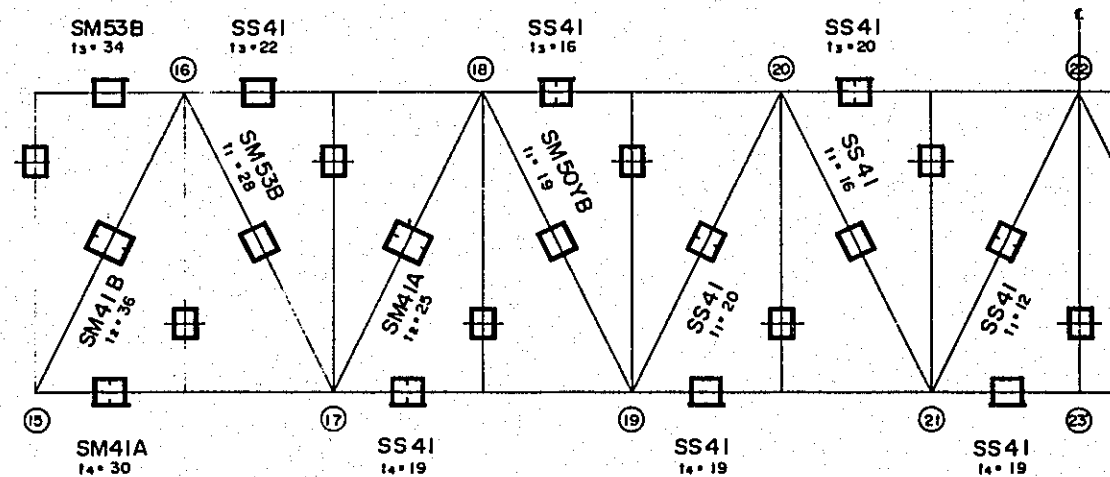 SM53B
t3=34
SS41
t3=22
SS41
t3=16
SS41
t3=20
℄
16
18
20
22
SM53B
t1=28
SM50YB
t1=19
SS41
t1=16
SM41B
t2=36
SM41A
t2=25
SS41
t1=20
SS41
t1=12
15
17
19
21
23
SM41A
t4=30
SS41
t4=19
SS41
t4=19
SS41
t4=19